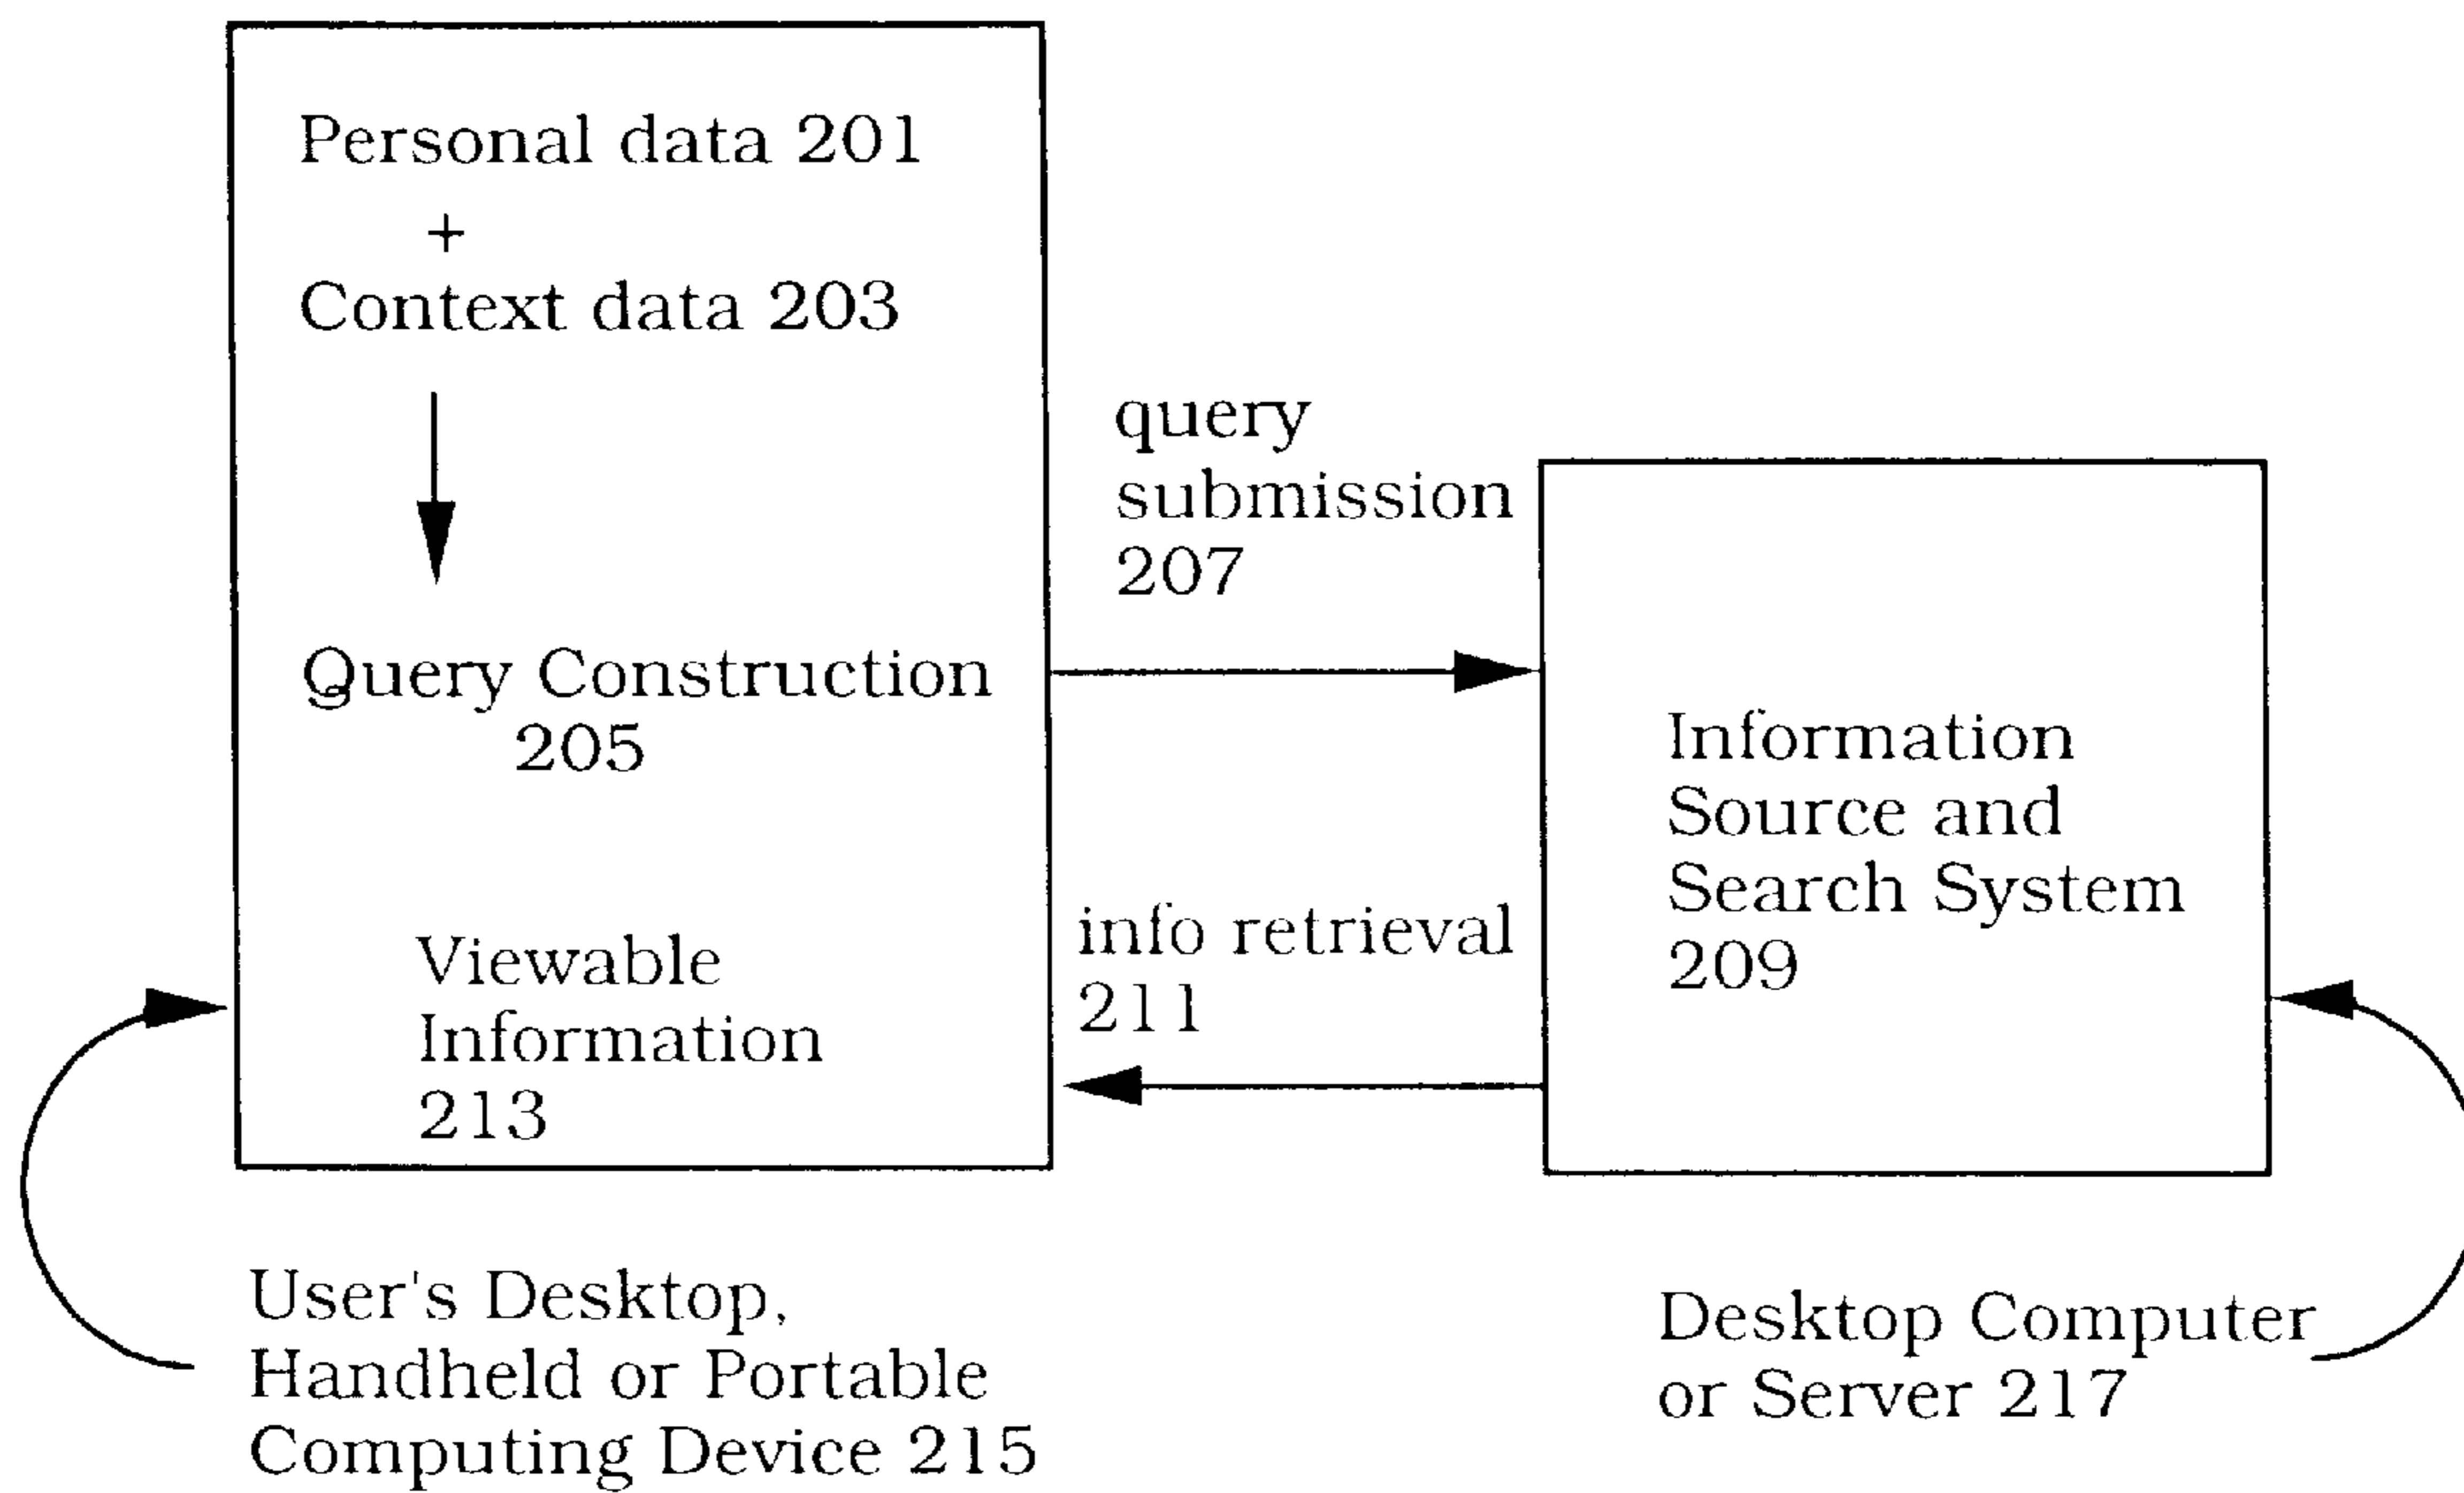 Personal data 201
+
Context data 203
Query Construction
205
Viewable
Information
213
query
submission
207
info retrieval
211
Information
Source and
Search System
209
User's Desktop,
Handheld or Portable
Computing Device 215
Desktop Computer
or Server 217